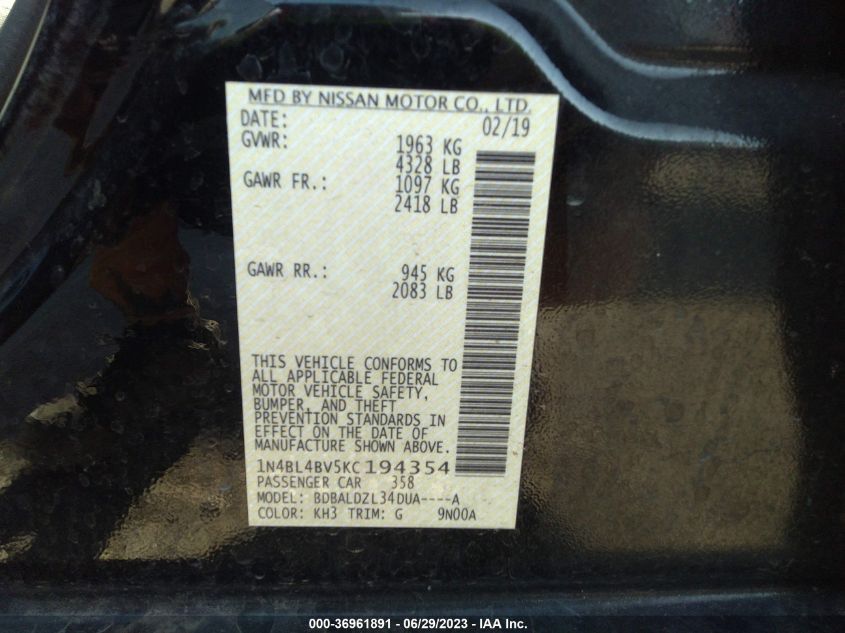 MFD BY NISSAN MOTOR CO., LTD.
DATE: 02/19
GVWR: 1963 KG
4328 LB
GAWR FR.: 1097 KG
2418 LB
GAWR RR.: 945 KG
2083 LB
THIS VEHICLE CONFORMS TO
ALL APPLICABLE FEDERAL
MOTOR VEHICLE SAFETY,
BUMPER, AND THEFT
PREVENTION STANDARDS IN
EFFECT ON THE DATE OF
MANUFACTURE SHOWN ABOVE.
1N4BL4BV5KC194354
PASSENGER CAR 358
MODEL: BDBALDZL34DUA----A
COLOR: KH3 TRIM: G 9N00A
000-36961891 - 06/29/2023 - IAA Inc.